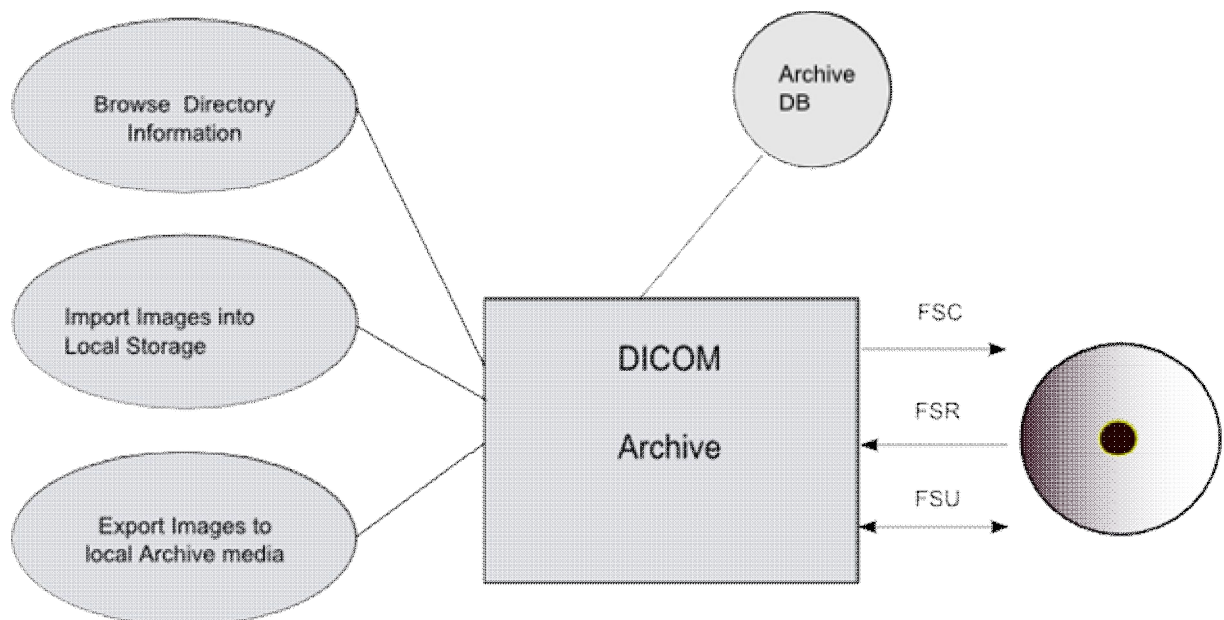 Browse Directory
Information
Archive
DB
Import Images into
Local Storage
DICOM
Archive
FSC
FSR
FSU
Export Images to
local Archive media